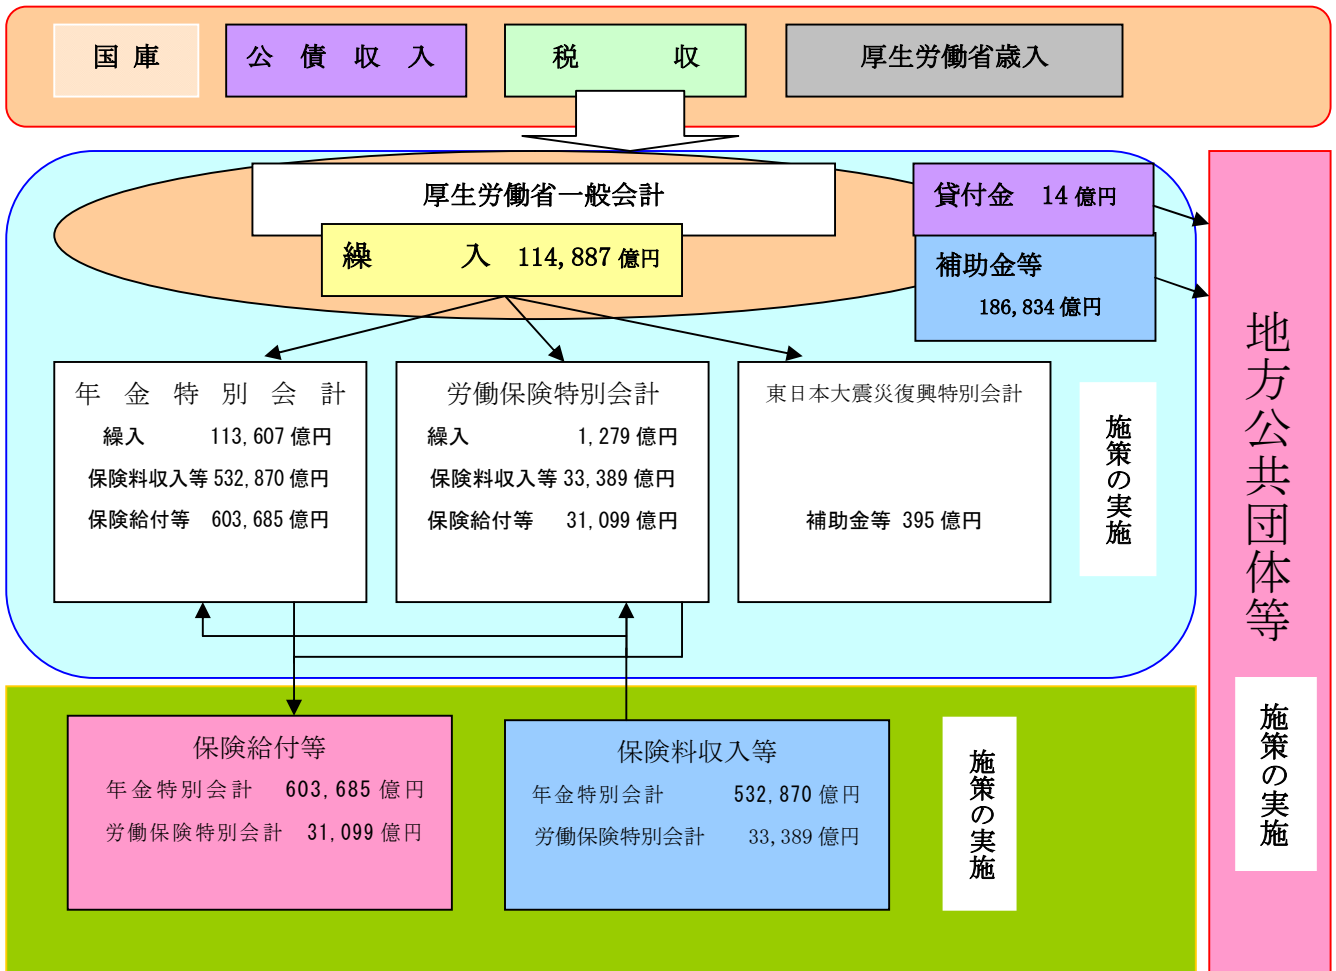 国 庫
公 債 収 入
税 収
厚生労働省歳入
厚生労働省一般会計
繰 入 114,887 億円
貸付金 14 億円
補助金等
186,834 億円
年 金 特 別 会 計
繰入 113,607 億円
保険料収入等 532,870 億円
保険給付等 603,685 億円
労働保険特別会計
繰入 1,279 億円
保険料収入等 33,389 億円
保険給付等 31,099 億円
東日本大震災復興特別会計
補助金等 395 億円
施策の実施
地方公共団体等
施策の実施
保険給付等
年金特別会計 603,685 億円
労働保険特別会計 31,099 億円
保険料収入等
年金特別会計 532,870 億円
労働保険特別会計 33,389 億円
施策の実施